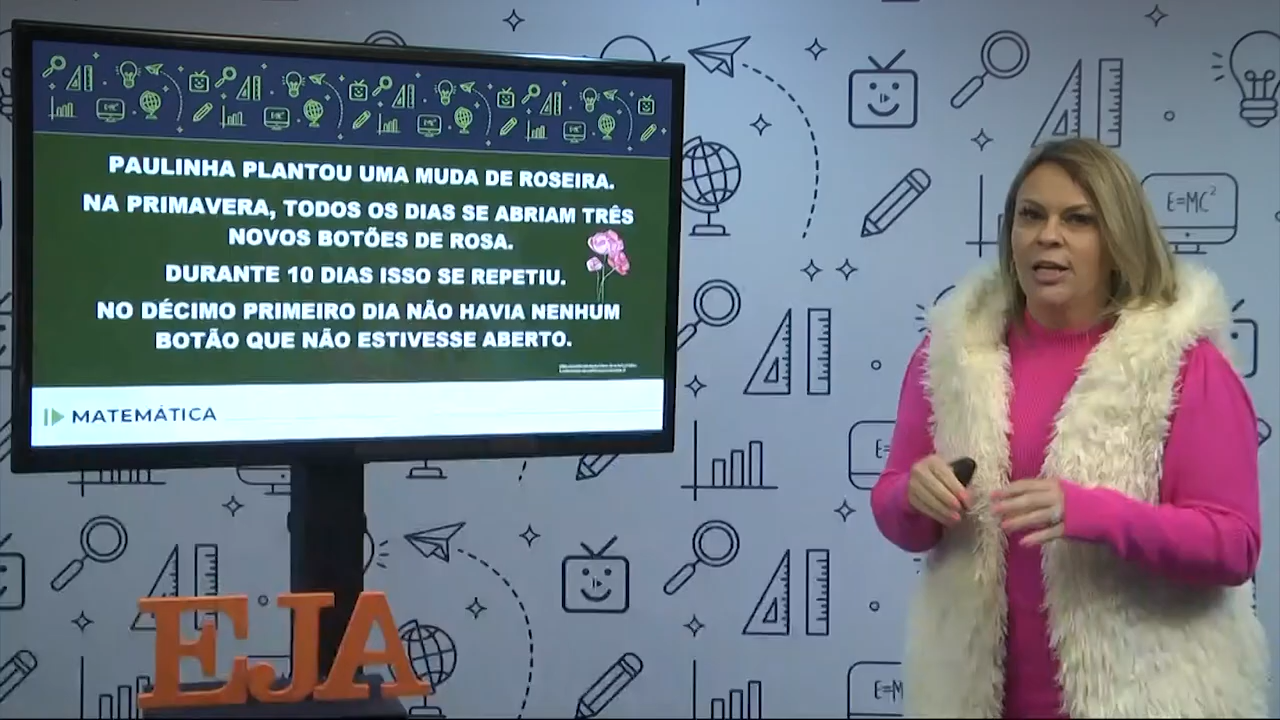 PAULINHA PLANTOU UMA MUDA DE ROSEIRA.
NA PRIMAVERA, TODOS OS DIAS SE ABRIAM TRÊS
NOVOS BOTÕES DE ROSA.
DURANTE 10 DIAS ISSO SE REPETIU.
NO DÉCIMO PRIMEIRO DIA NÃO HAVIA NENHUM
BOTÃO QUE NÃO ESTIVESSE ABERTO.
MATEMÁTICA
E=MC²
EJA